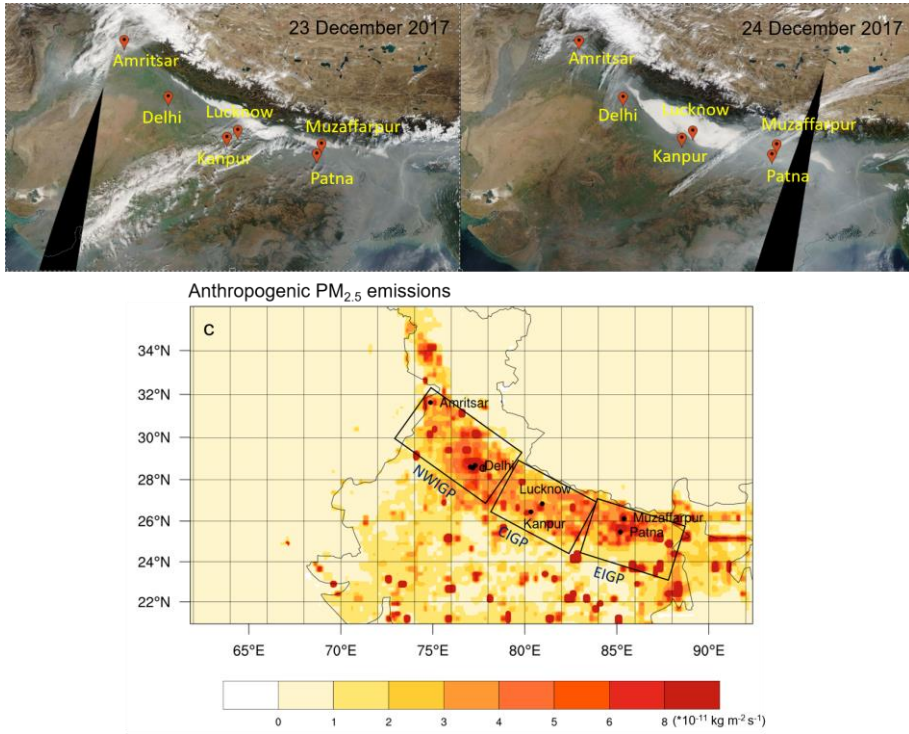 23 December 2017
Amritsar
Delhi
Lucknow
Kanpur
Muzaffarpur
Patna
24 December 2017
Amritsar
Delhi
Lucknow
Kanpur
Muzaffarpur
Patna
Anthropogenic PM2.5 emissions
c
34°N
32°N
30°N
28°N
26°N
24°N
22°N
Amritsar
Delhi
NWIGP
Lucknow
Kanpur
CIGP
Muzaffarpur
Patna
EIGP
65°E 70°E 75°E 80°E 85°E 90°E
0 1 2 3 4 5 6 8 (*10-11 kg m-2 s-1)